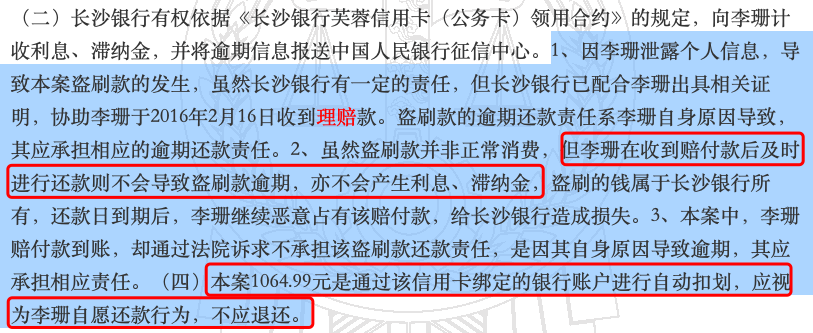 （二）长沙银行有权依据《长沙银行芙蓉信用卡（公务卡）领用合约》的规定，向李珊计
收利息、滞纳金，并将逾期信息报送中国人民银行征信中心。1、因李珊泄露个人信息，导
致本案盗刷款的发生，虽然长沙银行有一定的责任，但长沙银行已配合李珊出具相关证
明，协助李珊于2016年2月16日收到理赔款。盗刷款的逾期还款责任系李珊自身原因导致，
其应承担相应的逾期还款责任。2、虽然盗刷款并非正常消费，但李珊在收到赔付款后及时
进行还款则不会导致盗刷款逾期，亦不会产生利息、滞纳金，盗刷的钱属于长沙银行所
有，还款日到期后，李珊继续恶意占有该赔付款，给长沙银行造成损失。3、本案中，李珊
赔付款到账，却通过法院诉求不承担该盗刷款还款责任，是因其自身原因导致逾期，其应
承担相应责任。（四）本案1064.99元是通过该信用卡绑定的银行账户进行自动扣划，应视
为李珊自愿还款行为，不应退还。